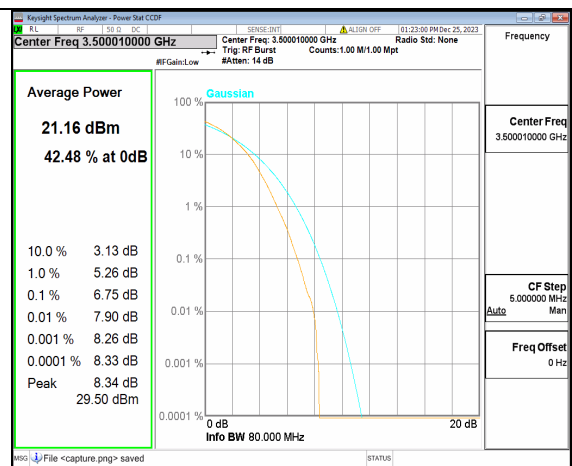 Keysight Spectrum Analyzer - Power Stat CCDF
RL RF 50 Ω DC SENSE:INT ALIGN OFF 01:23:00 PM Dec 25, 2023
Center Freq 3.500010000 GHz
Center Freq: 3.500010000 GHz Radio Std: None
Trig: RF Burst Counts:1.00 M/1.00 Mpt
#IFGain:Low #Atten: 14 dB
Frequency
Average Power
21.16 dBm
42.48 % at 0dB
10.0 % 3.13 dB
1.0 % 5.26 dB
0.1 % 6.75 dB
0.01 % 7.90 dB
0.001 % 8.26 dB
0.0001 % 8.33 dB
Peak 8.34 dB
29.50 dBm
Gaussian
100 %
10 %
1 %
0.1 %
0.01 %
0.001 %
0.0001 %
0 dB 20 dB
Info BW 80.000 MHz
Center Freq
3.500010000 GHz
CF Step
5.000000 MHz
Auto Man
Freq Offset
0 Hz
MSG File <capture.png> saved STATUS